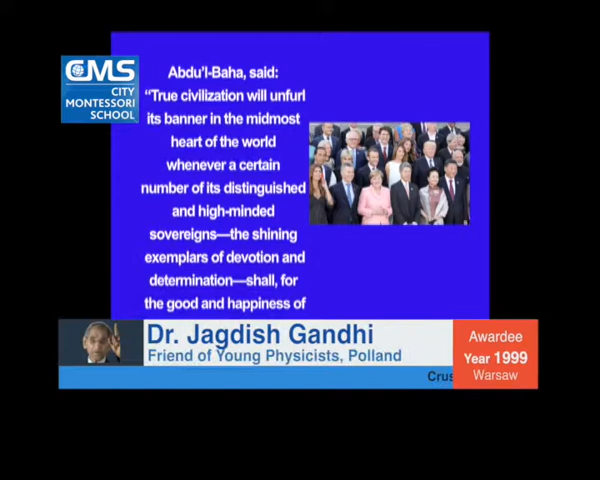 CMS
CITY
MONTESSORI
SCHOOL
Abdu'l-Baha, said:
“True civilization will unfurl
its banner in the midmost
heart of the world
whenever a certain
number of its distinguished
and high-minded
sovereigns—the shining
exemplars of devotion and
determination—shall, for
the good and happiness of
Dr. Jagdish Gandhi
Friend of Young Physicists, Polland
Awardee
Year 1999
Warsaw
Crus